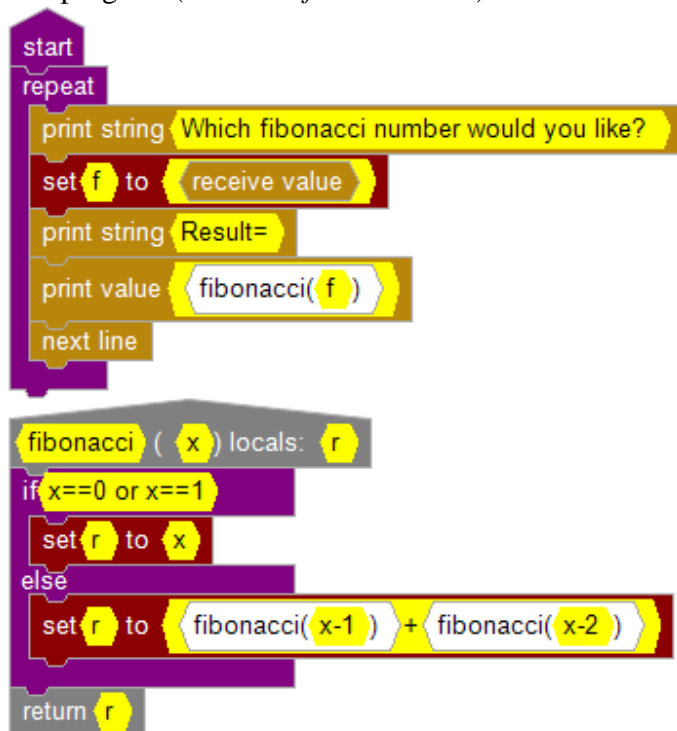 start
repeat
print string Which fibonacci number would you like?
set f to receive value
print string Result=
print value fibonacci( f )
next line
fibonacci ( x ) locals: r
if x==0 or x==1
set r to x
else
set r to fibonacci( x-1 ) + fibonacci( x-2 )
return r